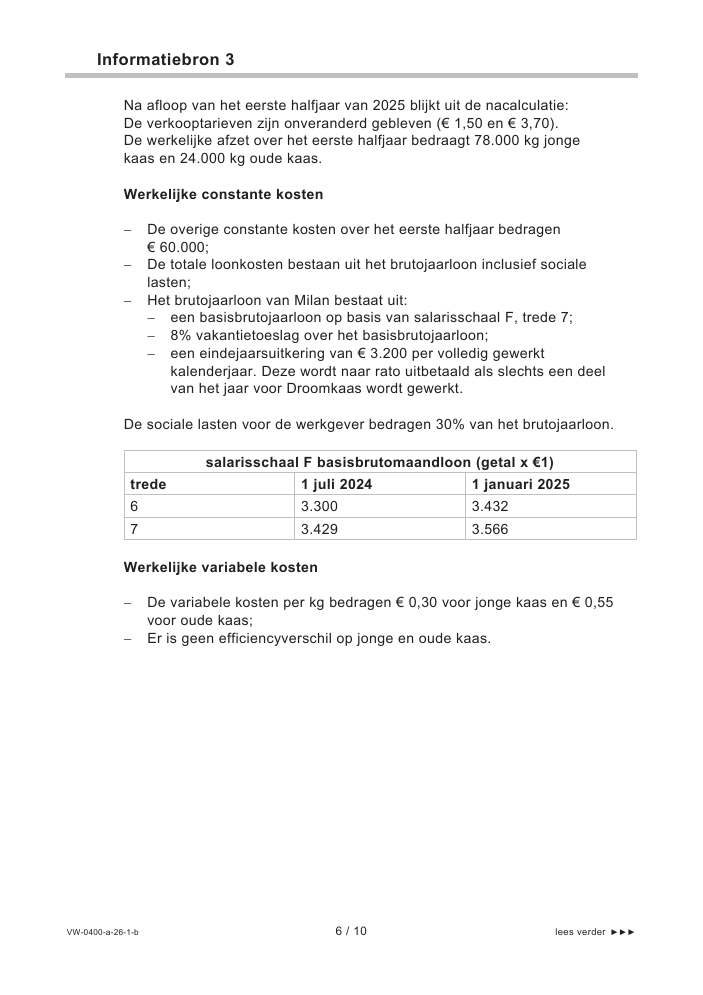 Informatiebron 3
Na afloop van het eerste halfjaar van 2025 blijkt uit de nacalculatie:
De verkooptarieven zijn onveranderd gebleven (€ 1,50 en € 3,70).
De werkelijke afzet over het eerste halfjaar bedraagt 78.000 kg jonge
kaas en 24.000 kg oude kaas.
Werkelijke constante kosten
– De overige constante kosten over het eerste halfjaar bedragen
€ 60.000;
– De totale loonkosten bestaan uit het brutojaarloon inclusief sociale
lasten;
– Het brutojaarloon van Milan bestaat uit:
– een basisbrutojaarloon op basis van salarisschaal F, trede 7;
– 8% vakantietoeslag over het basisbrutojaarloon;
– een eindejaarsuitkering van € 3.200 per volledig gewerkt
kalenderjaar. Deze wordt naar rato uitbetaald als slechts een deel
van het jaar voor Droomkaas wordt gewerkt.
De sociale lasten voor de werkgever bedragen 30% van het brutojaarloon.
salarisschaal F basisbrutomaandloon (getal x €1)
trede 1 juli 2024 1 januari 2025
6 3.300 3.432
7 3.429 3.566
Werkelijke variabele kosten
– De variabele kosten per kg bedragen € 0,30 voor jonge kaas en € 0,55
voor oude kaas;
– Er is geen efficiencyverschil op jonge en oude kaas.
VW-0400-a-26-1-b 6 / 10 lees verder ►►►